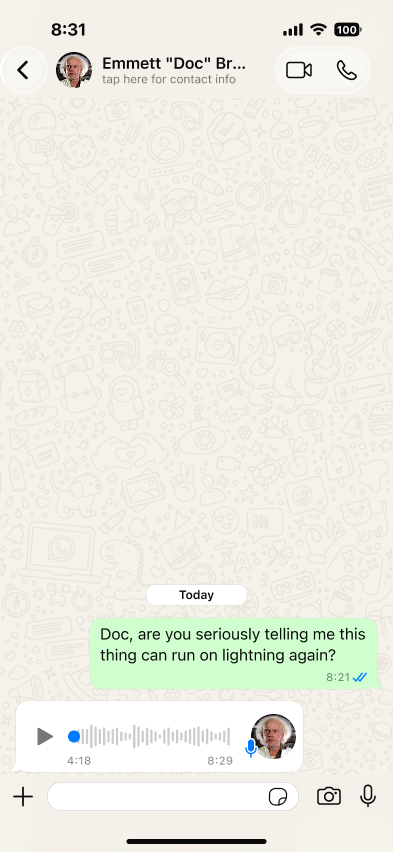 8:31
100
Emmett "Doc" Br...
tap here for contact info
Today
Doc, are you seriously telling me this
thing can run on lightning again?
8:21
4:18
8:29